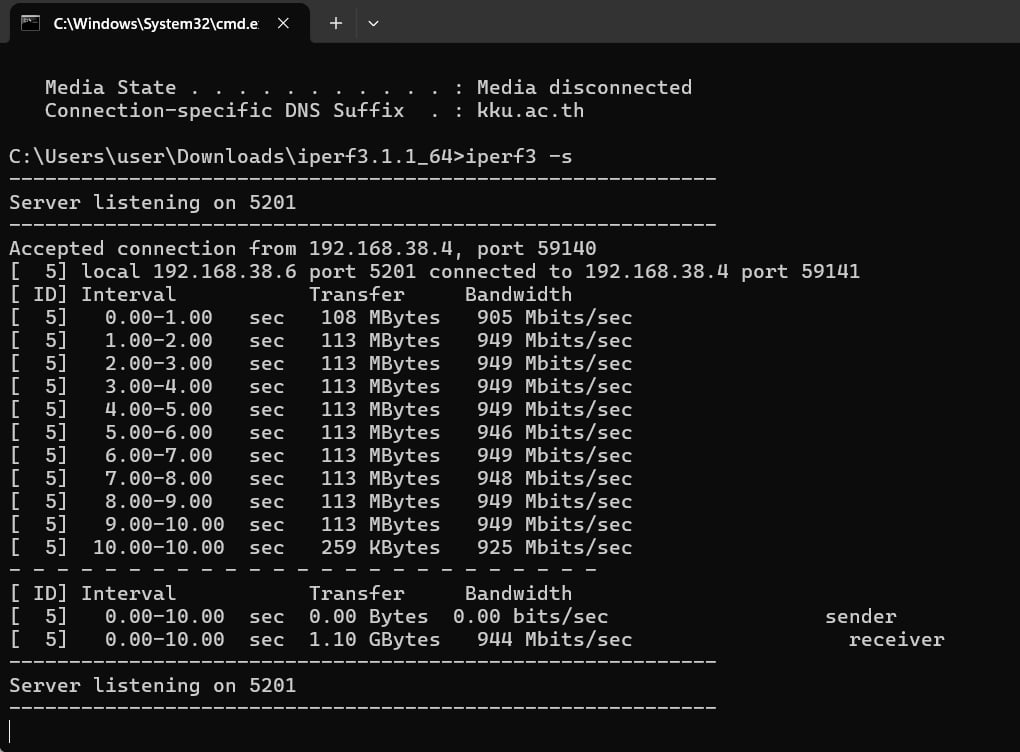 C:\Windows\System32\cmd.e
Media State . . . . . . . . . . . : Media disconnected
Connection-specific DNS Suffix  . : kku.ac.th
C:\Users\user\Downloads\iperf3.1.1_64>iperf3 -s
-----------------------------------------------------------
Server listening on 5201
-----------------------------------------------------------
Accepted connection from 192.168.38.4, port 59140
[  5] local 192.168.38.6 port 5201 connected to 192.168.38.4 port 59141
[ ID] Interval           Transfer     Bandwidth
[  5]   0.00-1.00   sec   108 MBytes   905 Mbits/sec
[  5]   1.00-2.00   sec   113 MBytes   949 Mbits/sec
[  5]   2.00-3.00   sec   113 MBytes   949 Mbits/sec
[  5]   3.00-4.00   sec   113 MBytes   949 Mbits/sec
[  5]   4.00-5.00   sec   113 MBytes   949 Mbits/sec
[  5]   5.00-6.00   sec   113 MBytes   946 Mbits/sec
[  5]   6.00-7.00   sec   113 MBytes   949 Mbits/sec
[  5]   7.00-8.00   sec   113 MBytes   948 Mbits/sec
[  5]   8.00-9.00   sec   113 MBytes   949 Mbits/sec
[  5]   9.00-10.00  sec   113 MBytes   949 Mbits/sec
[  5]  10.00-10.00  sec   259 KBytes   925 Mbits/sec
- - - - - - - - - - - - - - - - - - - - - - - - -
[ ID] Interval           Transfer     Bandwidth
[  5]   0.00-10.00  sec  0.00 Bytes  0.00 bits/sec                  sender
[  5]   0.00-10.00  sec  1.10 GBytes   944 Mbits/sec                  receiver
-----------------------------------------------------------
Server listening on 5201
-----------------------------------------------------------